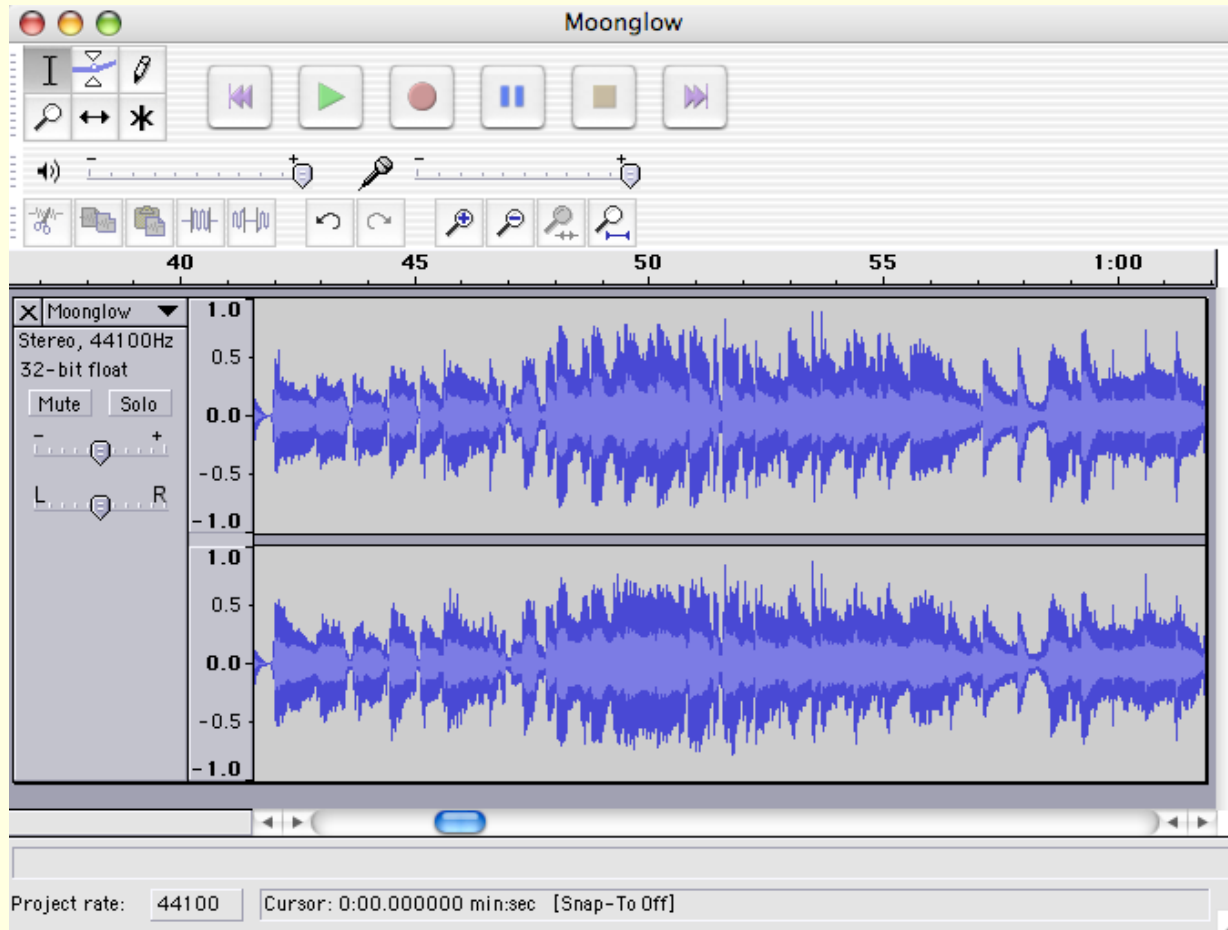 Moonglow
- +
- +
40 45 50 55 1:00
X Moonglow
Stereo, 44100Hz
32-bit float
Mute Solo
- +
L R
1.0
0.5
0.0
-0.5
-1.0
1.0
0.5
0.0
-0.5
-1.0
Project rate: 44100 Cursor: 0:00.000000 min:sec [Snap-To Off]